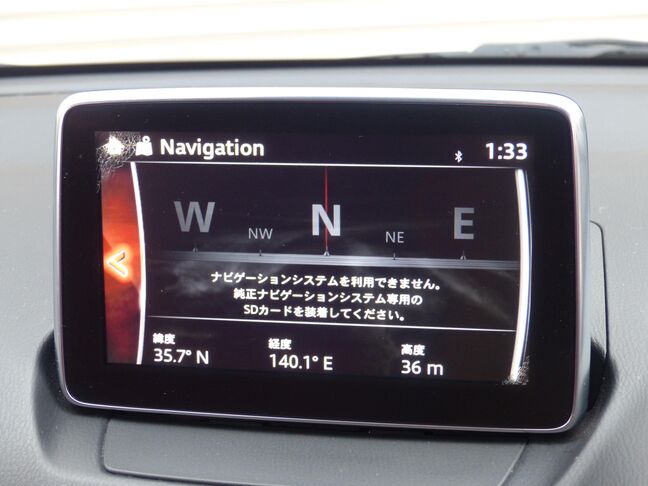 Navigation
1:33
W NW N NE E
ナビゲーションシステムを利用できません。
純正ナビゲーションシステム専用の
SDカードを装着してください。
緯度 経度 高度
35.7° N 140.1° E 36 m